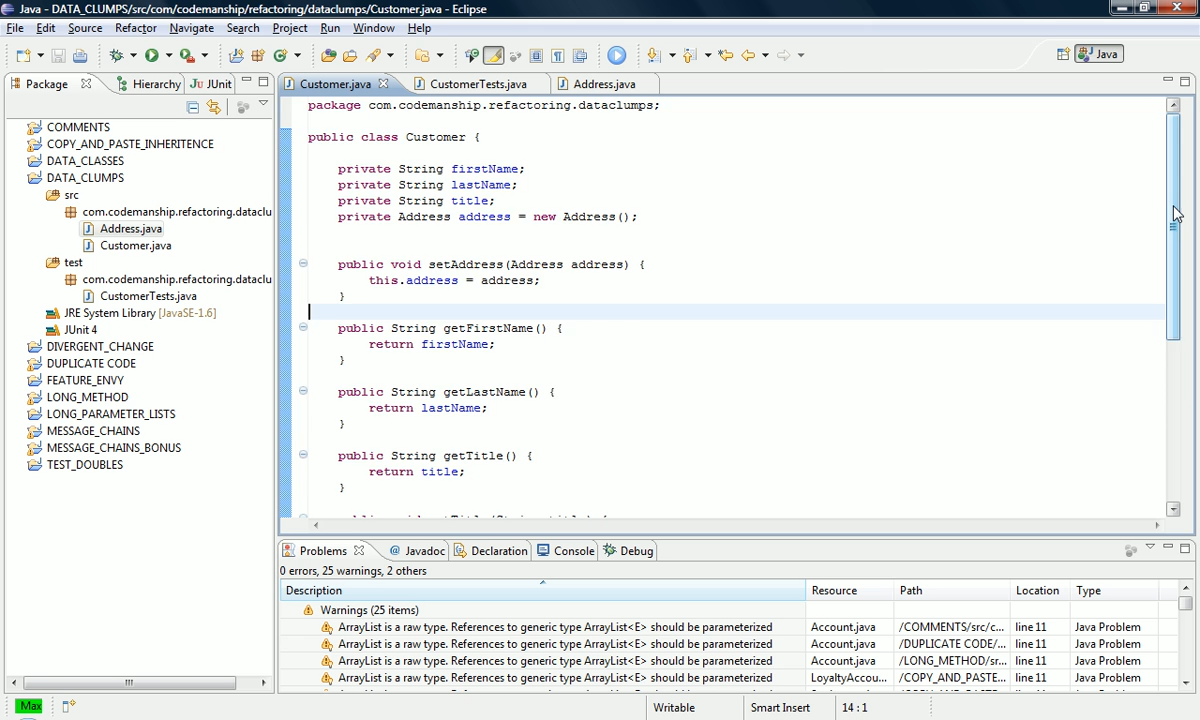 Java - DATA_CLUMPS/src/com/codemanship/refactoring/dataclumps/Customer.java - Eclipse
File Edit Source Refactor Navigate Search Project Run Window Help
Java
Package Hierarchy JUnit
Customer.java CustomerTests.java Address.java
COMMENTS
COPY_AND_PASTE_INHERITENCE
DATA_CLASSES
DATA_CLUMPS
src
com.codemanship.refactoring.dataclu
Address.java
Customer.java
test
com.codemanship.refactoring.dataclu
CustomerTests.java
JRE System Library [JavaSE-1.6]
JUnit 4
DIVERGENT_CHANGE
DUPLICATE CODE
FEATURE_ENVY
LONG_METHOD
LONG_PARAMETER_LISTS
MESSAGE_CHAINS
MESSAGE_CHAINS_BONUS
TEST_DOUBLES
package com.codemanship.refactoring.dataclumps;
public class Customer {
private String firstName;
private String lastName;
private String title;
private Address address = new Address();
public void setAddress(Address address) {
this.address = address;
}
public String getFirstName() {
return firstName;
}
public String getLastName() {
return lastName;
}
public String getTitle() {
return title;
}
Problems Javadoc Declaration Console Debug
0 errors, 25 warnings, 2 others
Description Resource Path Location Type
Warnings (25 items)
ArrayList is a raw type. References to generic type ArrayList<E> should be parameterized Account.java /COMMENTS/src/c... line 11 Java Problem
ArrayList is a raw type. References to generic type ArrayList<E> should be parameterized Account.java /DUPLICATE CODE/... line 11 Java Problem
ArrayList is a raw type. References to generic type ArrayList<E> should be parameterized Account.java /LONG_METHOD/sr... line 11 Java Problem
ArrayList is a raw type. References to generic type ArrayList<E> should be parameterized LoyaltyAccou... /COPY_AND_PASTE... line 11 Java Problem
Max
Writable Smart Insert 14 : 1